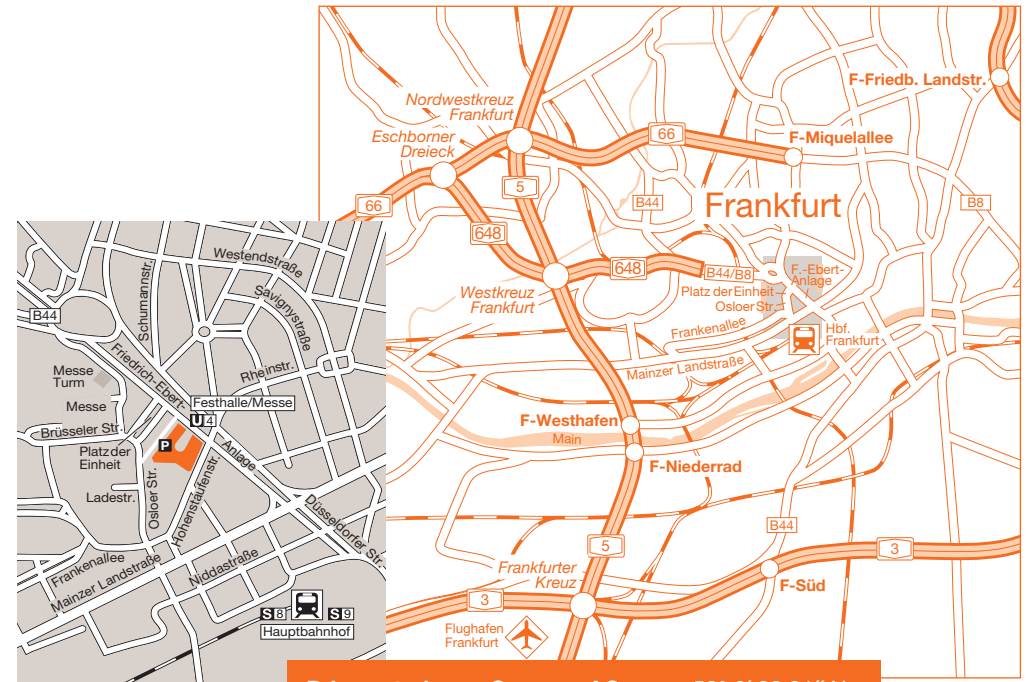 F-Friedb. Landstr.
Nordwestkreuz
Frankfurt
Eschborner
Dreieck
66
F-Miquelallee
66
5
B44
B8
Frankfurt
648
648
B44/B8
F.-Ebert-
Anlage
Platz der Einheit
Osloer Str.
Westkreuz
Frankfurt
Frankenallee
Hbf.
Frankfurt
Mainzer Landstraße
F-Westhafen
Main
F-Niederrad
B44
5
3
Frankfurter
Kreuz
F-Süd
3
Flughafen
Frankfurt
Westendstraße
Schumannstr.
Savignystraße
B44
Friedrich-Ebert-
Anlage
Rheinstr.
Messe
Turm
Festhalle/Messe
U 4
Messe
Brüsseler Str.
P
Platz der
Einheit
Ladestr.
Osloer Str.
Hohenstaufenstr.
Düsseldorfer Str.
Frankenallee
Mainzer Landstraße
Niddastraße
S 8
S 9
Hauptbahnhof